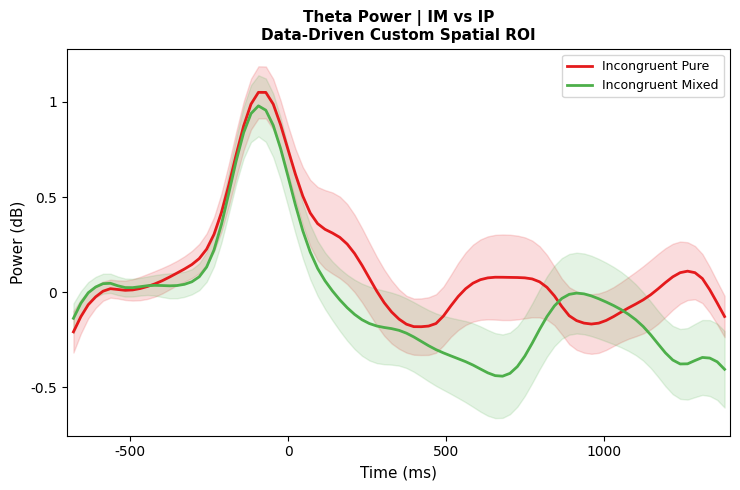 Theta Power | IM vs IP
Data-Driven Custom Spatial ROI
Incongruent Pure
Incongruent Mixed
Power (dB)
1
0.5
0
-0.5
-500
0
500
1000
Time (ms)